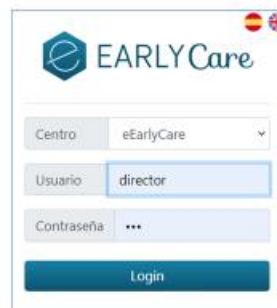 EARLYCare
Centro eEarlyCare
Usuario director
Contraseña •••
Login